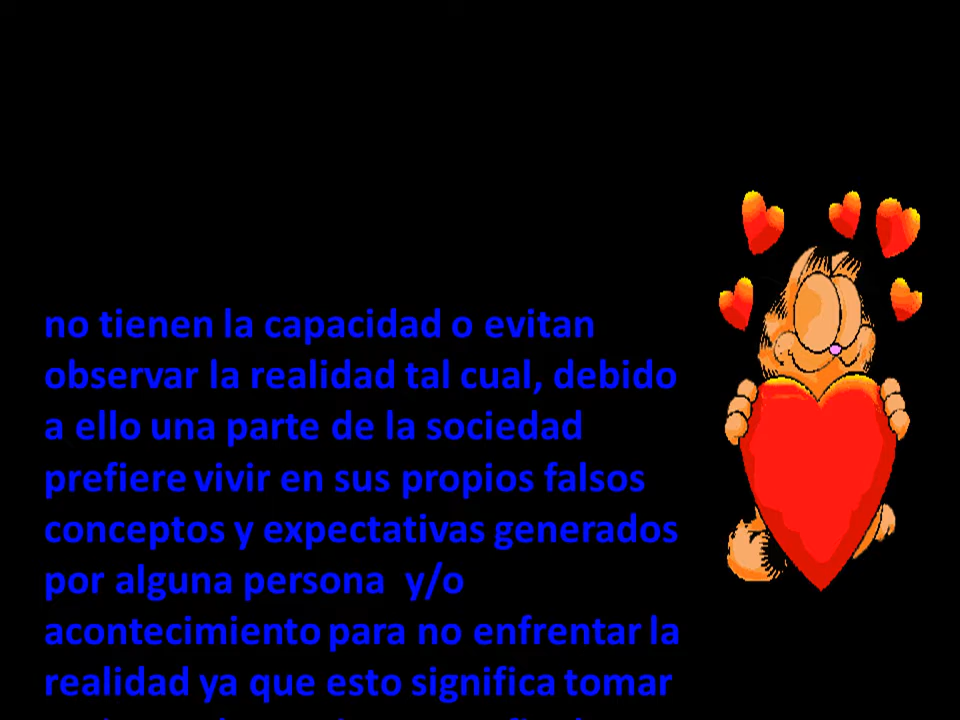 no tienen la capacidad o evitan
observar la realidad tal cual, debido
a ello una parte de la sociedad
prefiere vivir en sus propios falsos
conceptos y expectativas generados
por alguna persona  y/o
acontecimiento para no enfrentar la
realidad ya que esto significa tomar